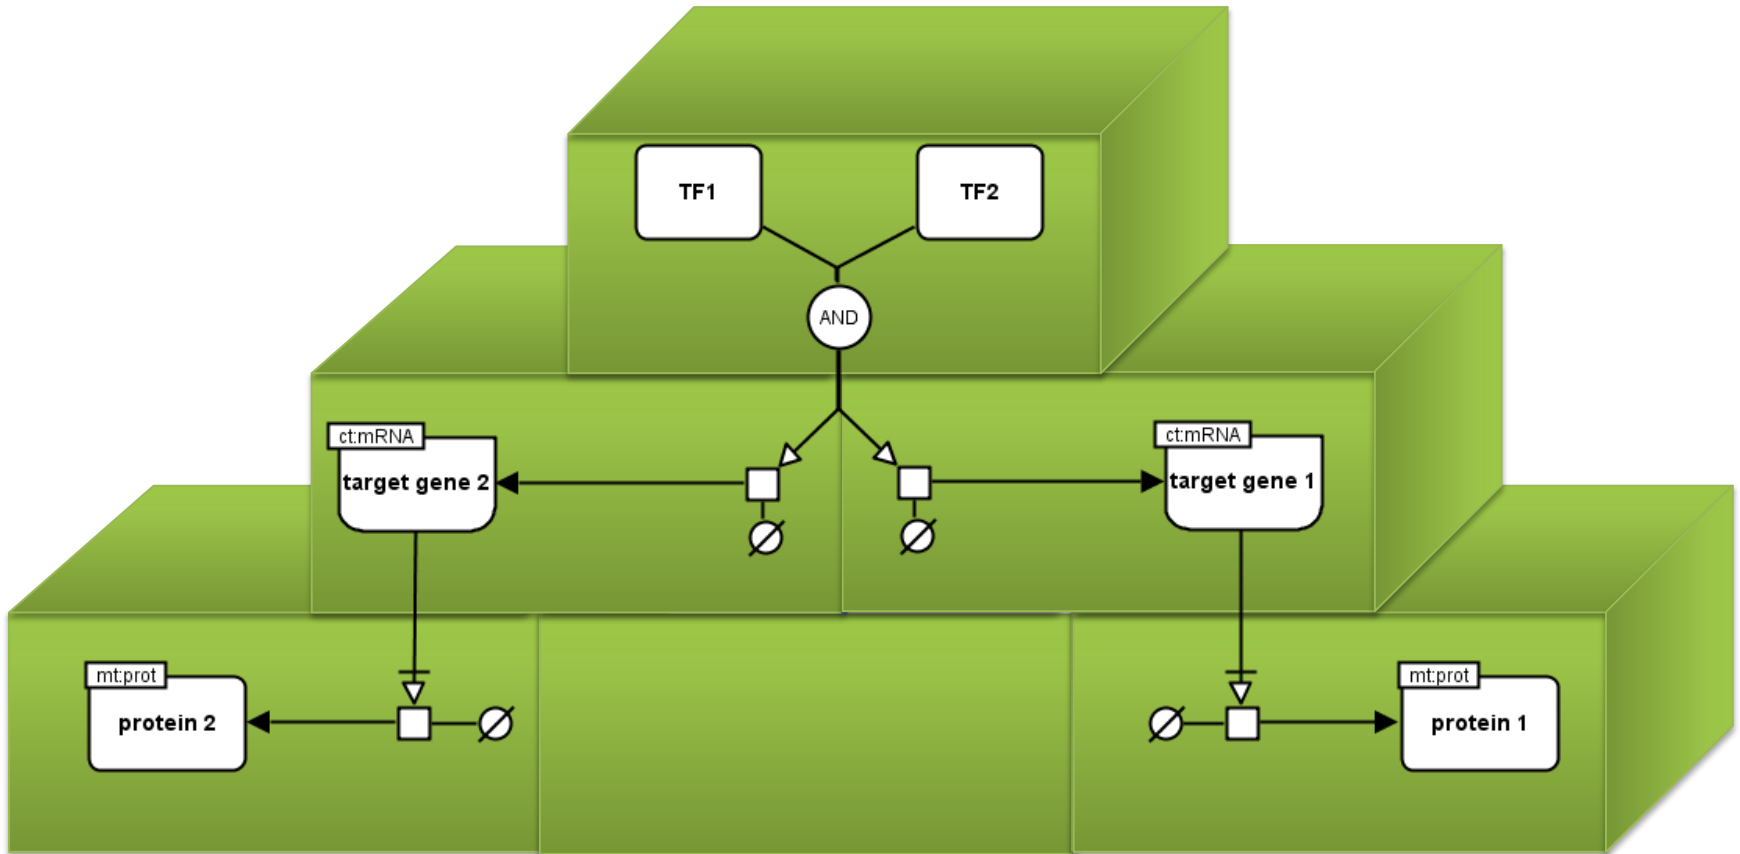 TF1
TF2
AND
ct:mRNA
target gene 2
ct:mRNA
target gene 1
mt:prot
protein 2
mt:prot
protein 1